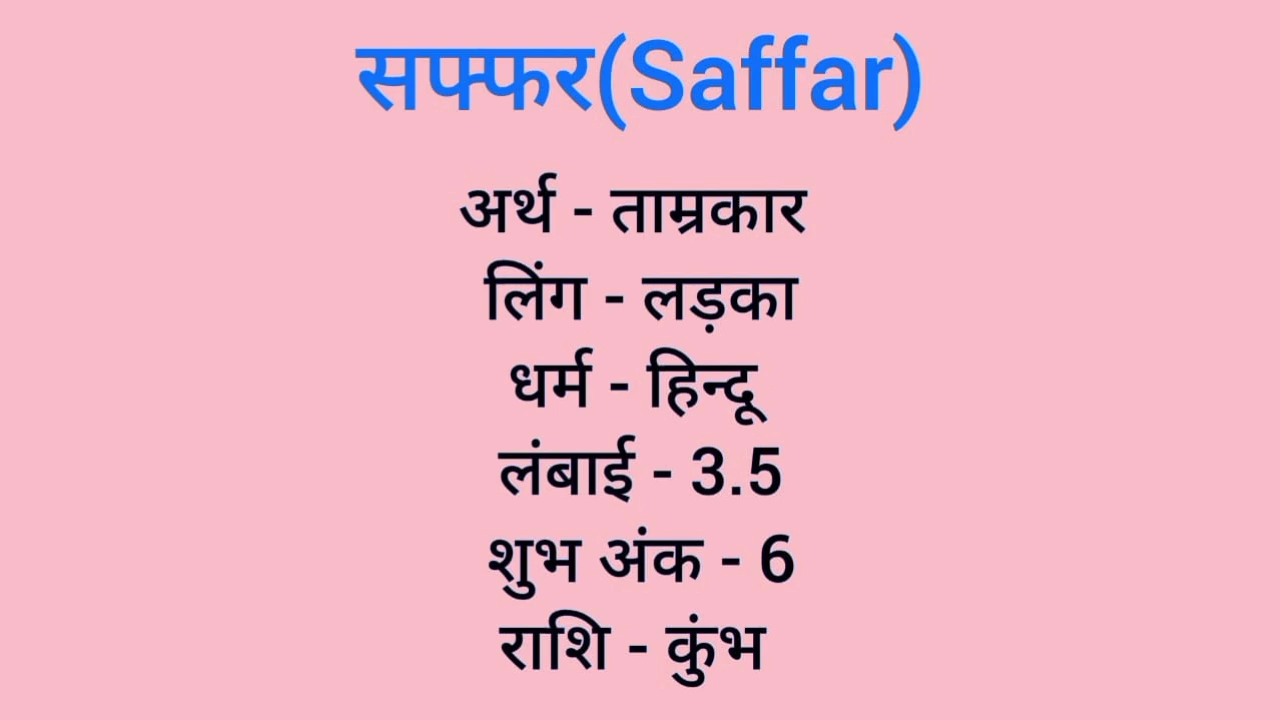 सफ्फर(Saffar)
अर्थ - ताम्रकार
लिंग - लड़का
धर्म - हिन्दू
लंबाई - 3.5
शुभ अंक - 6
राशि - कुंभ